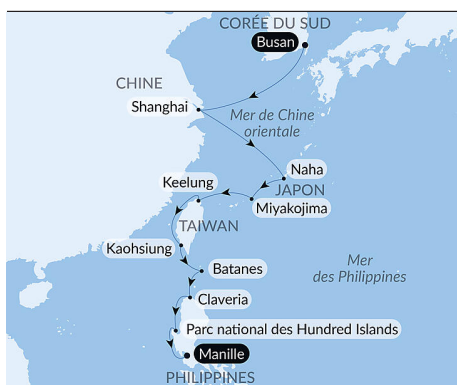 CORÉE DU SUD
Busan
CHINE
Shanghai
Mer de Chine
orientale
Naha
JAPON
Keelung
Miyakojima
TAIWAN
Kaohsiung
Batanes
Mer
des Philippines
Claveria
Parc national des Hundred Islands
Manille
PHILIPPINES